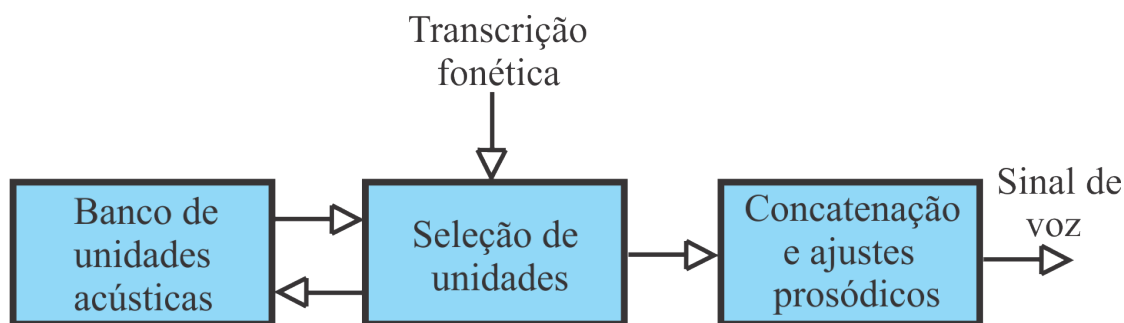 Transcrição
fonética
Banco de
unidades
acústicas
Seleção de
unidades
Concatenação
e ajustes
prosódicos
Sinal de
voz